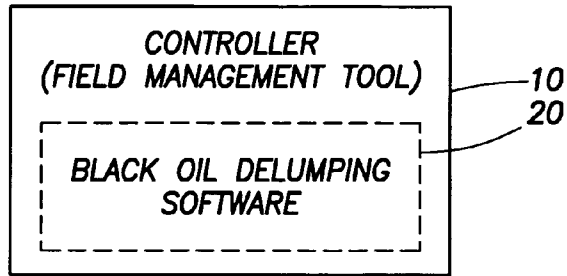 CONTROLLER
(FIELD MANAGEMENT TOOL)
10
20
BLACK OIL DELUMPING
SOFTWARE